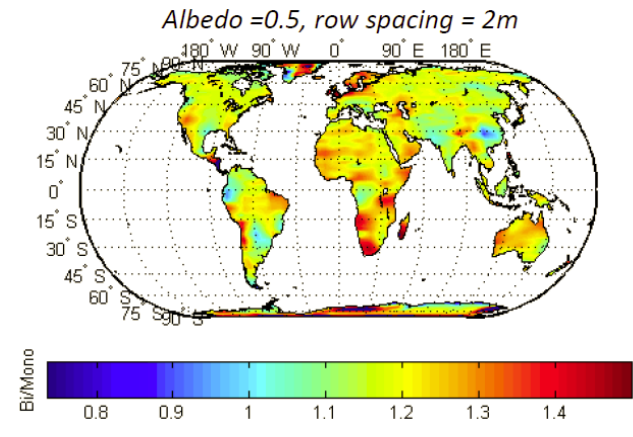 Albedo =0.5, row spacing = 2m
180° W 90° W 0° 90° E 180° E
90° N
75° N
60° N
45° N
30° N
15° N
0°
15° S
30° S
45° S
60° S
75° S
90° S
Bi/Mono
0.8 0.9 1 1.1 1.2 1.3 1.4